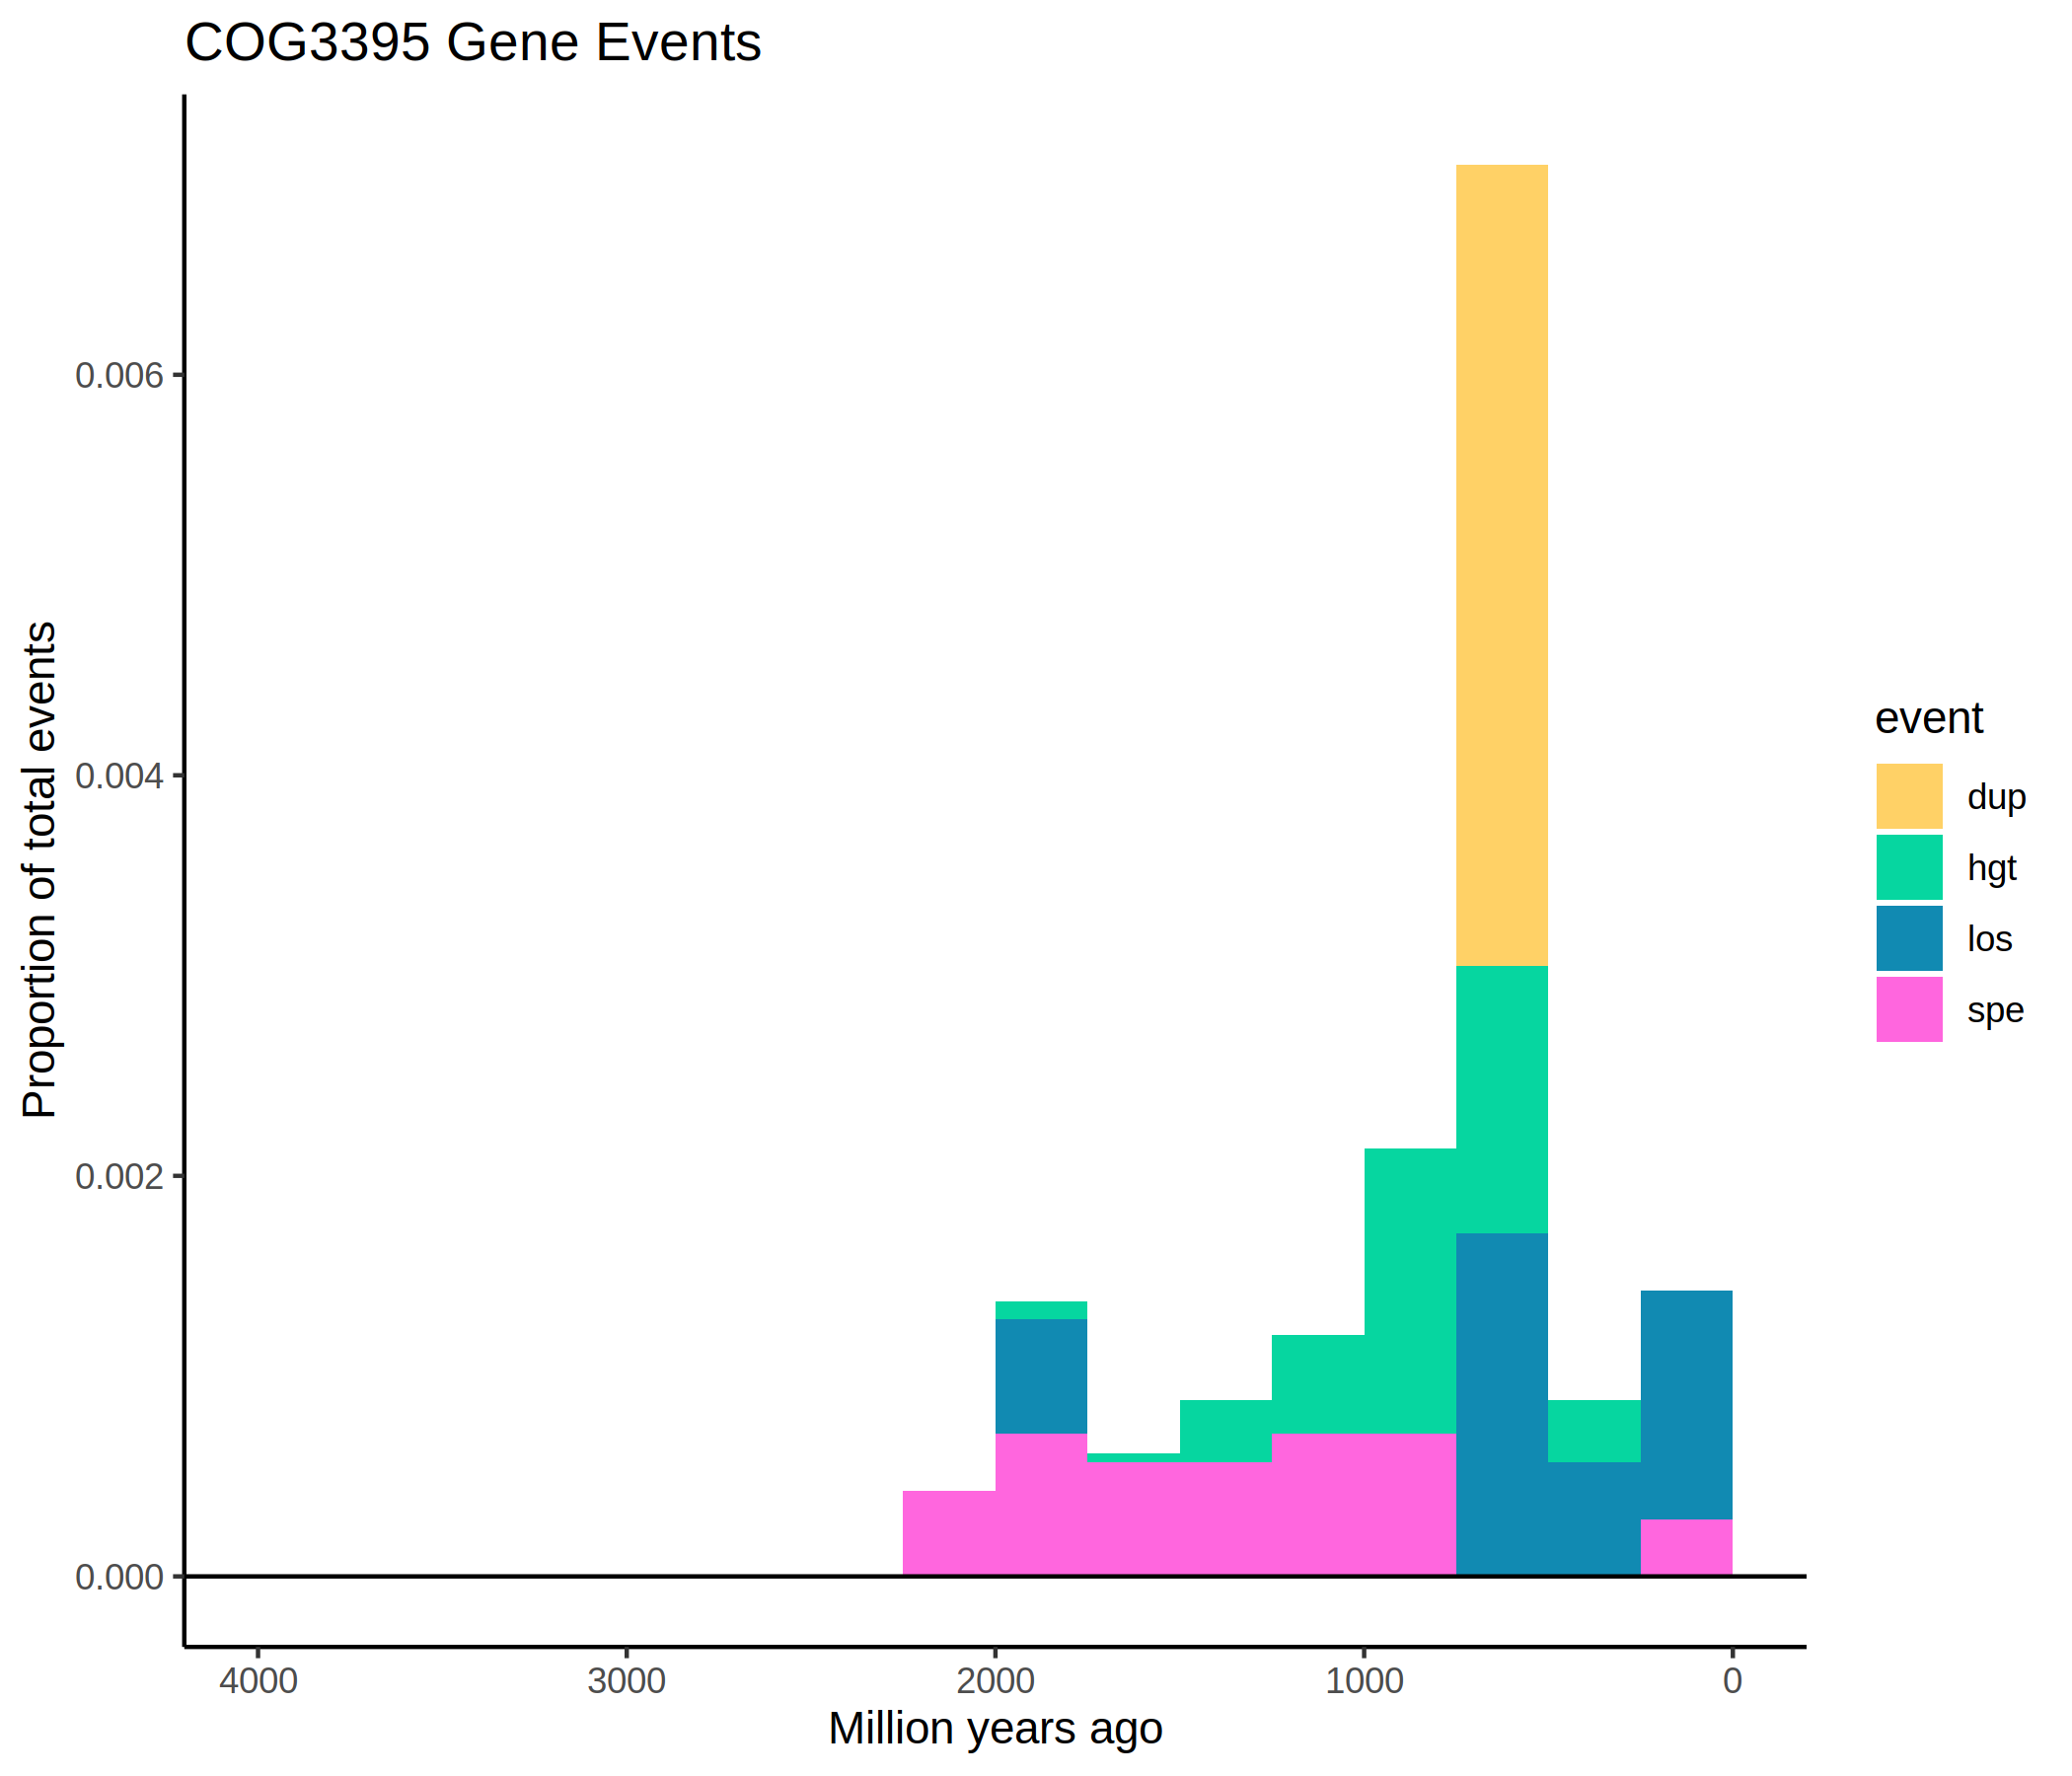 COG3395 Gene Events
Proportion of total events
0.006
0.004
0.002
0.000
4000 3000 2000 1000 0
Million years ago
event
dup
hgt
los
spe